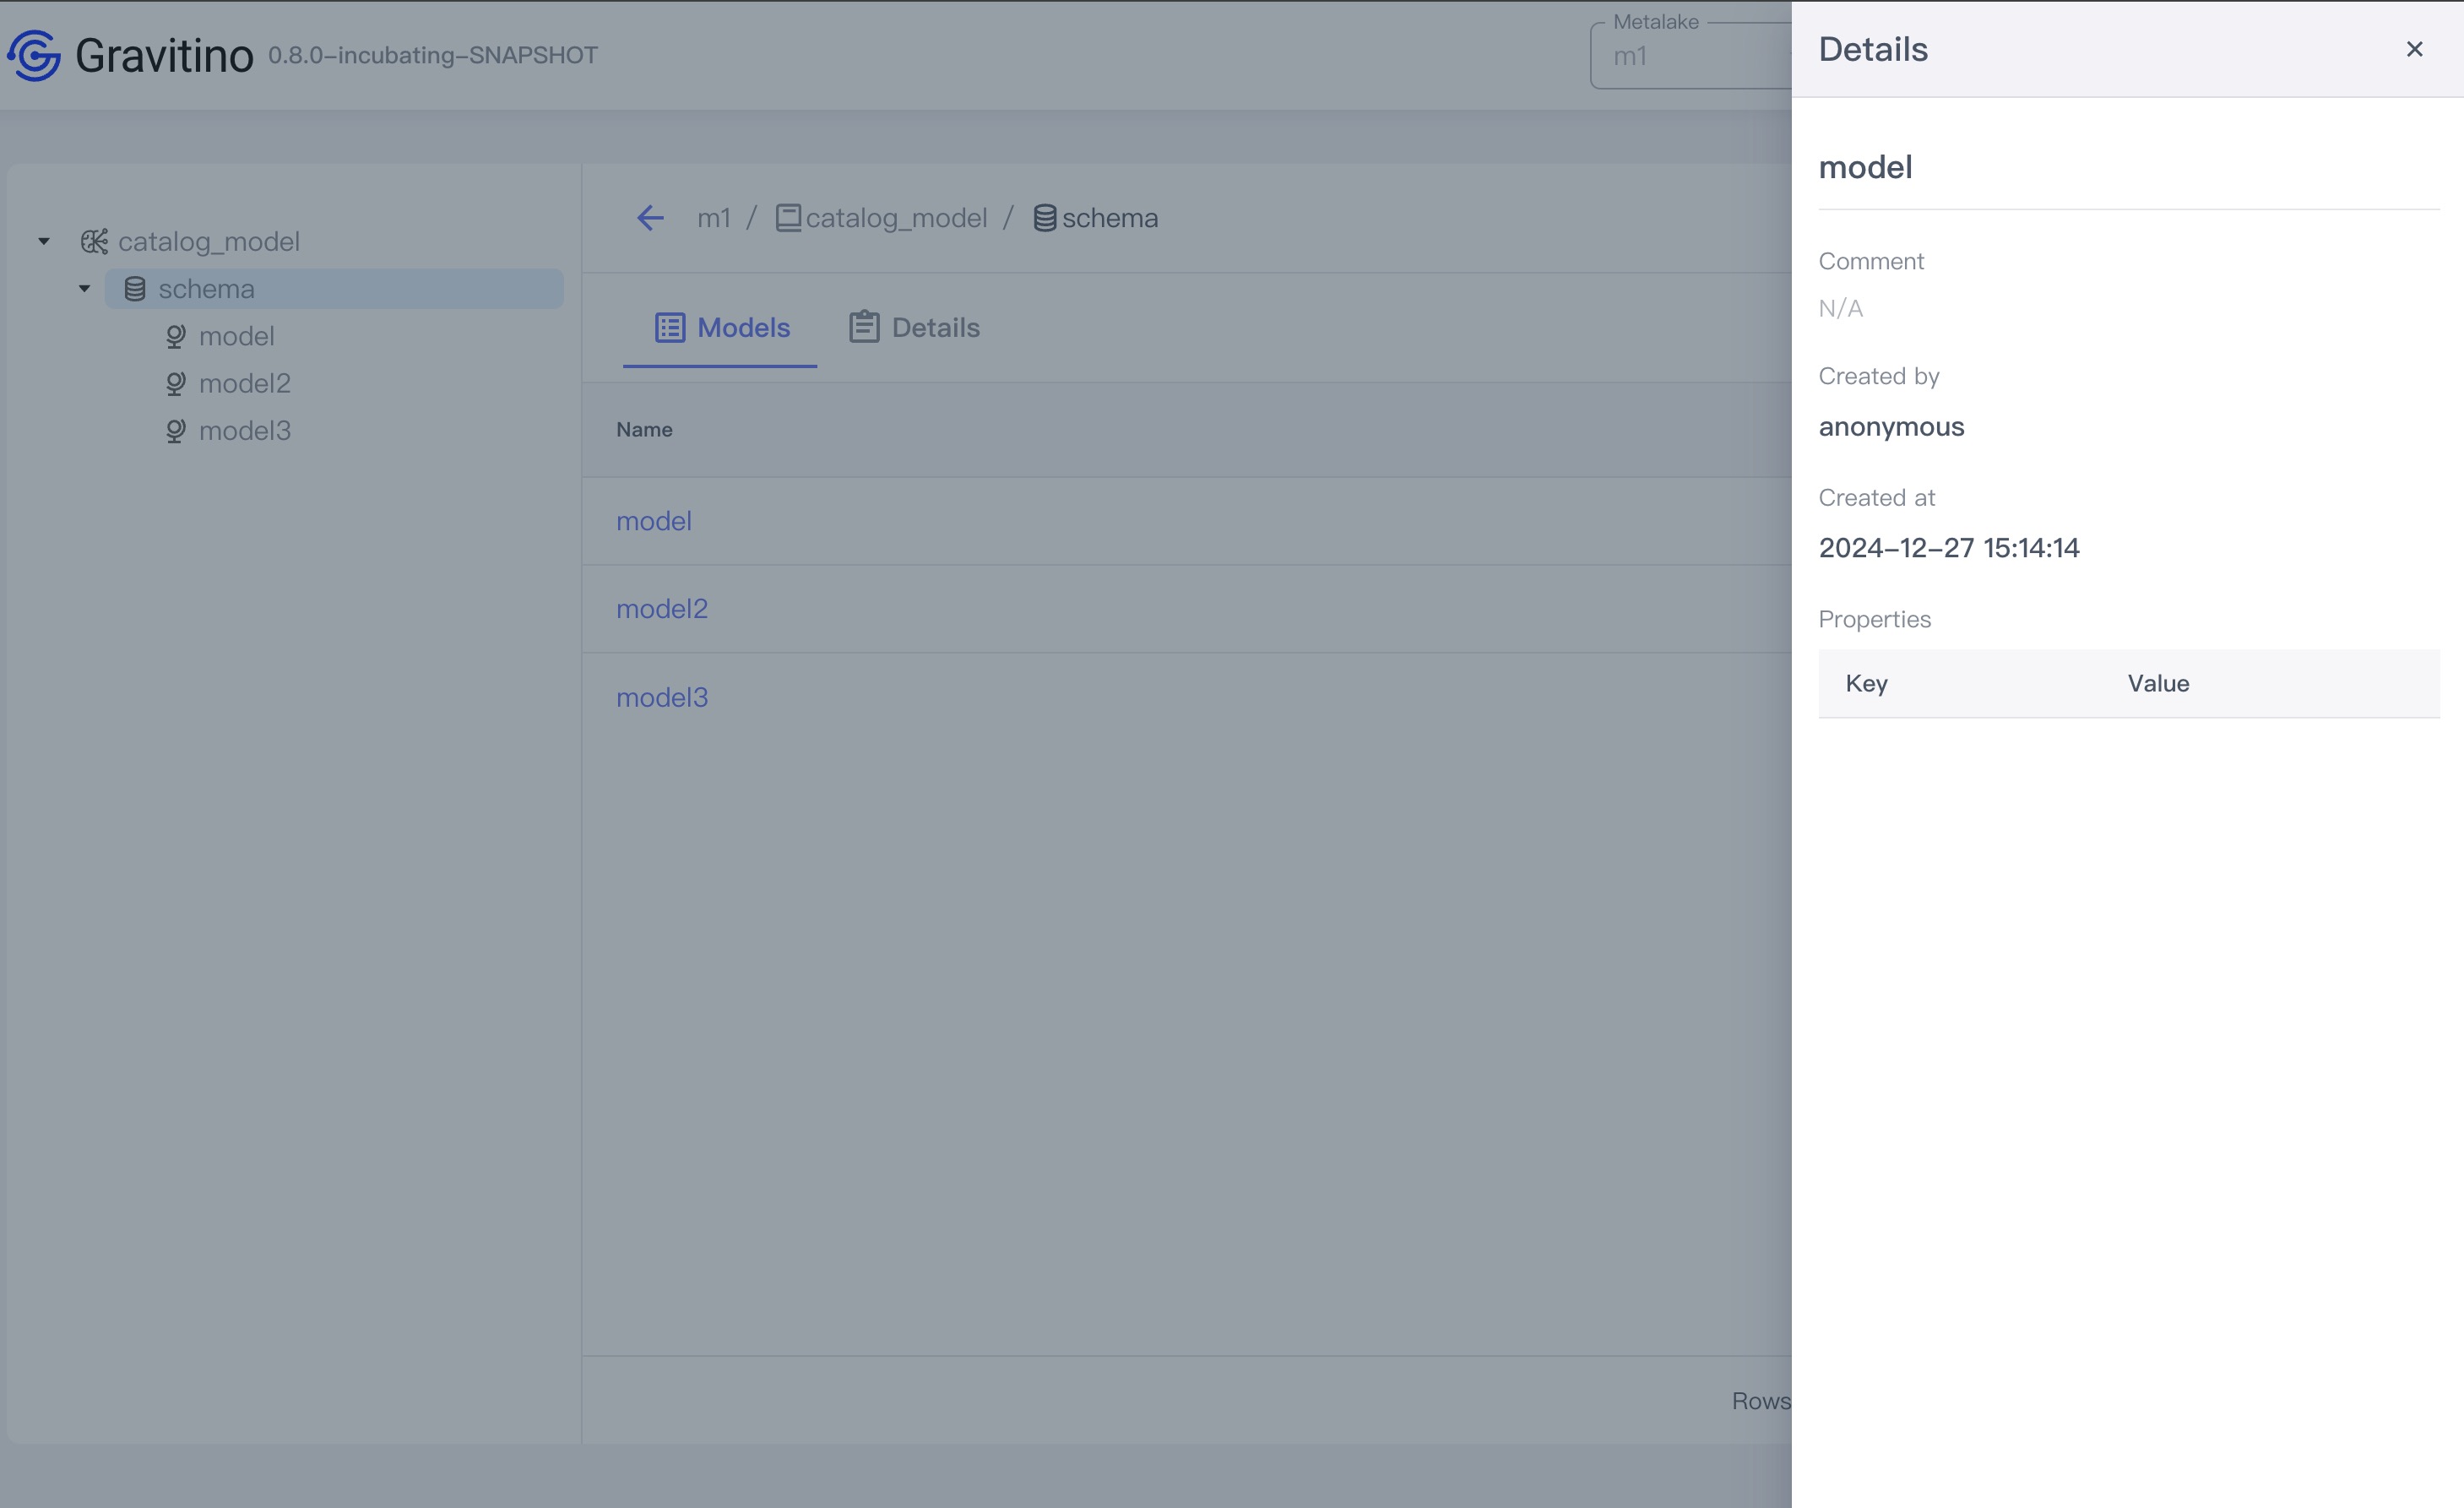 Gravitino 0.8.0-incubating-SNAPSHOT
Metalake
m1
catalog_model
schema
model
model2
model3
m1 / catalog_model / schema
Models
Details
Name
model
model2
model3
Rows
Details
model
Comment
N/A
Created by
anonymous
Created at
2024-12-27 15:14:14
Properties
Key Value